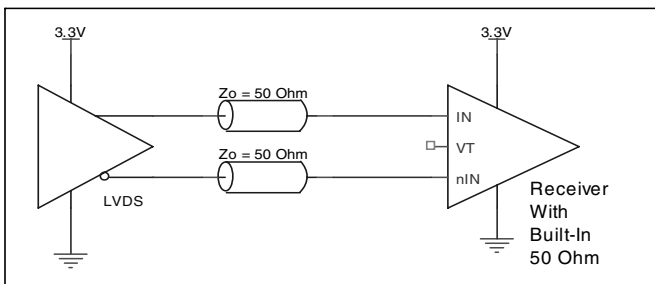 3.3V
3.3V
Zo = 50 Ohm
IN
VT
Zo = 50 Ohm
nIN
LVDS
Receiver
With
Built-In
50 Ohm